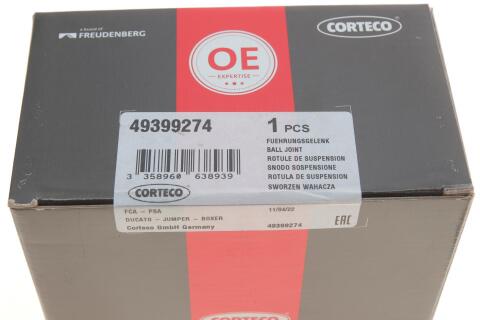 A Brand of
FREUDENBERG
CORTECO
OE
EXPERTISE
49399274
1 PCS
FUEHRUNGSGELENK
BALL JOINT
ROTULE DE SUSPENSION
SNODO SOSPENSIONE
ROTULA DE SUSPENSION
SWORZEN WAHACZA
3 358960 638939
CORTECO
FCA - PSA
DUCATO - JUMPER - BOXER
Corteco GmbH Germany
11/04/22
49399274
EAC
CORTECO